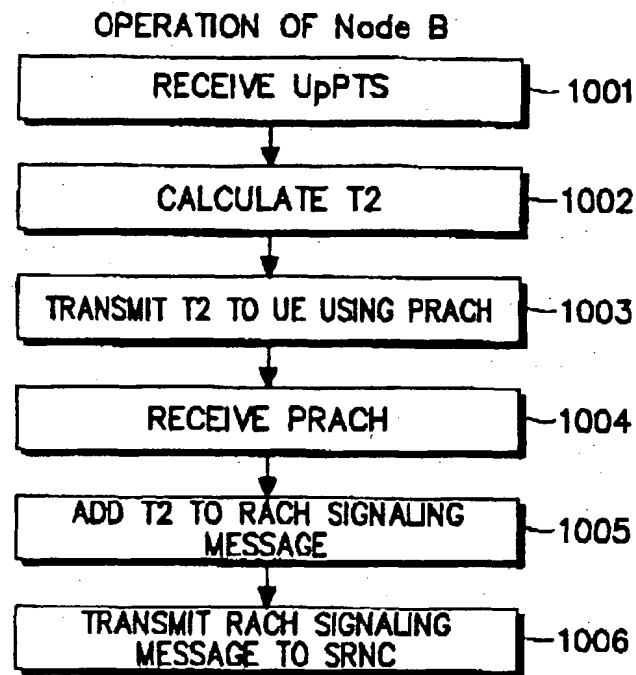 OPERATION OF Node B
RECEIVE UpPTS
1001
CALCULATE T2
1002
TRANSMIT T2 TO UE USING PRACH
1003
RECEIVE PRACH
1004
ADD T2 TO RACH SIGNALING
MESSAGE
1005
TRANSMIT RACH SIGNALING
MESSAGE TO SRNC
1006